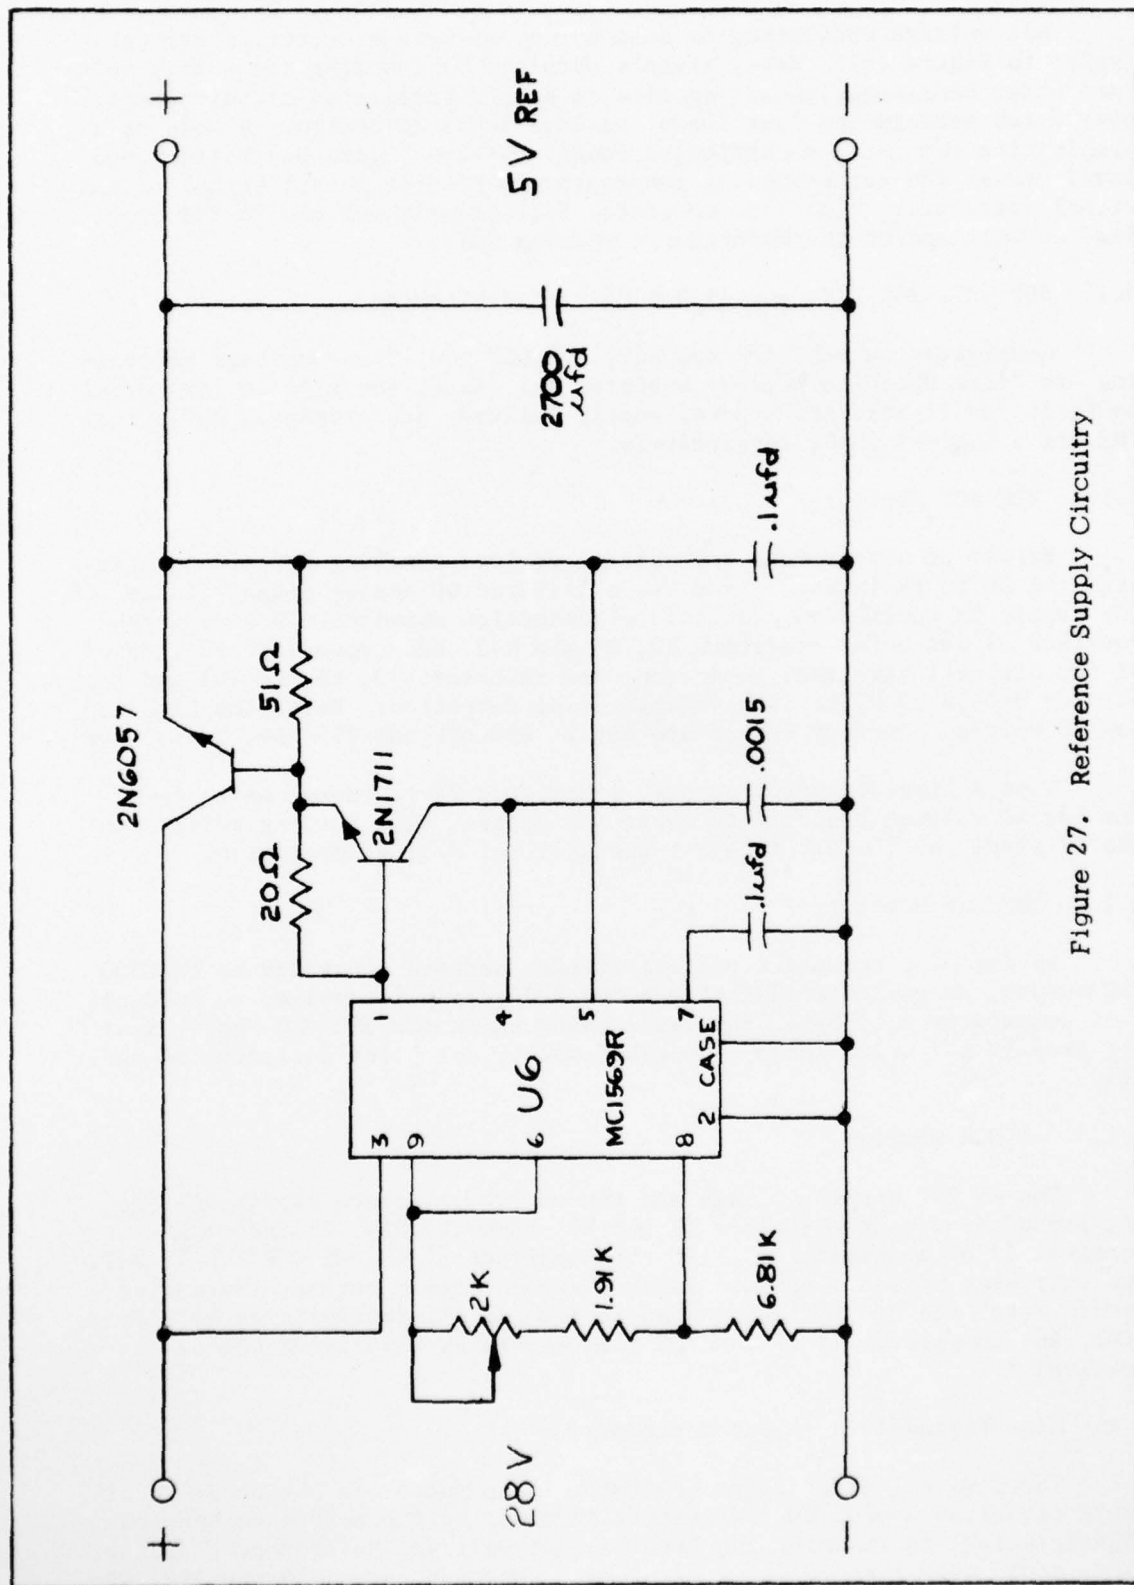 +
28 V
−
2N6057
20Ω
51Ω
2N1711
3
9
6
8
U6
MC1569R
1
4
5
7
2 CASE
2K
1.91K
6.81K
.1µfd
.0015
.1µfd
2700
µfd
+
5V REF
−
Figure 27. Reference Supply Circuitry